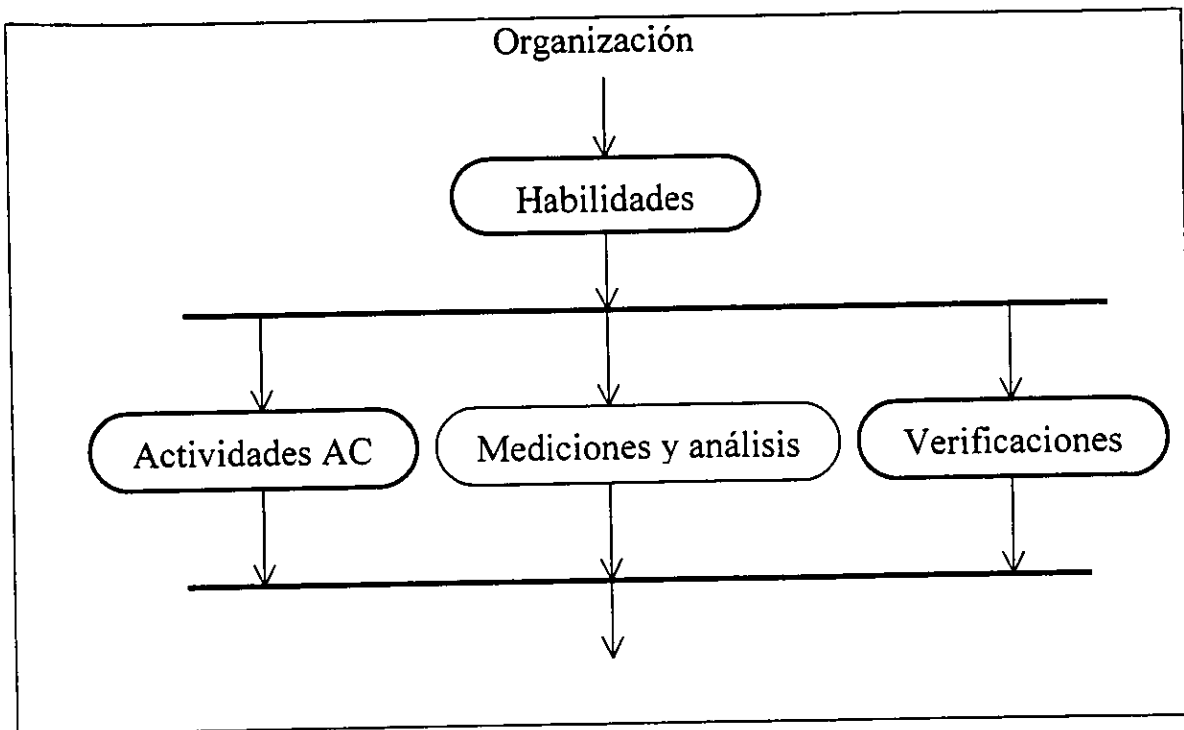 Organización
Habilidades
Actividades AC
Mediciones y análisis
Verificaciones